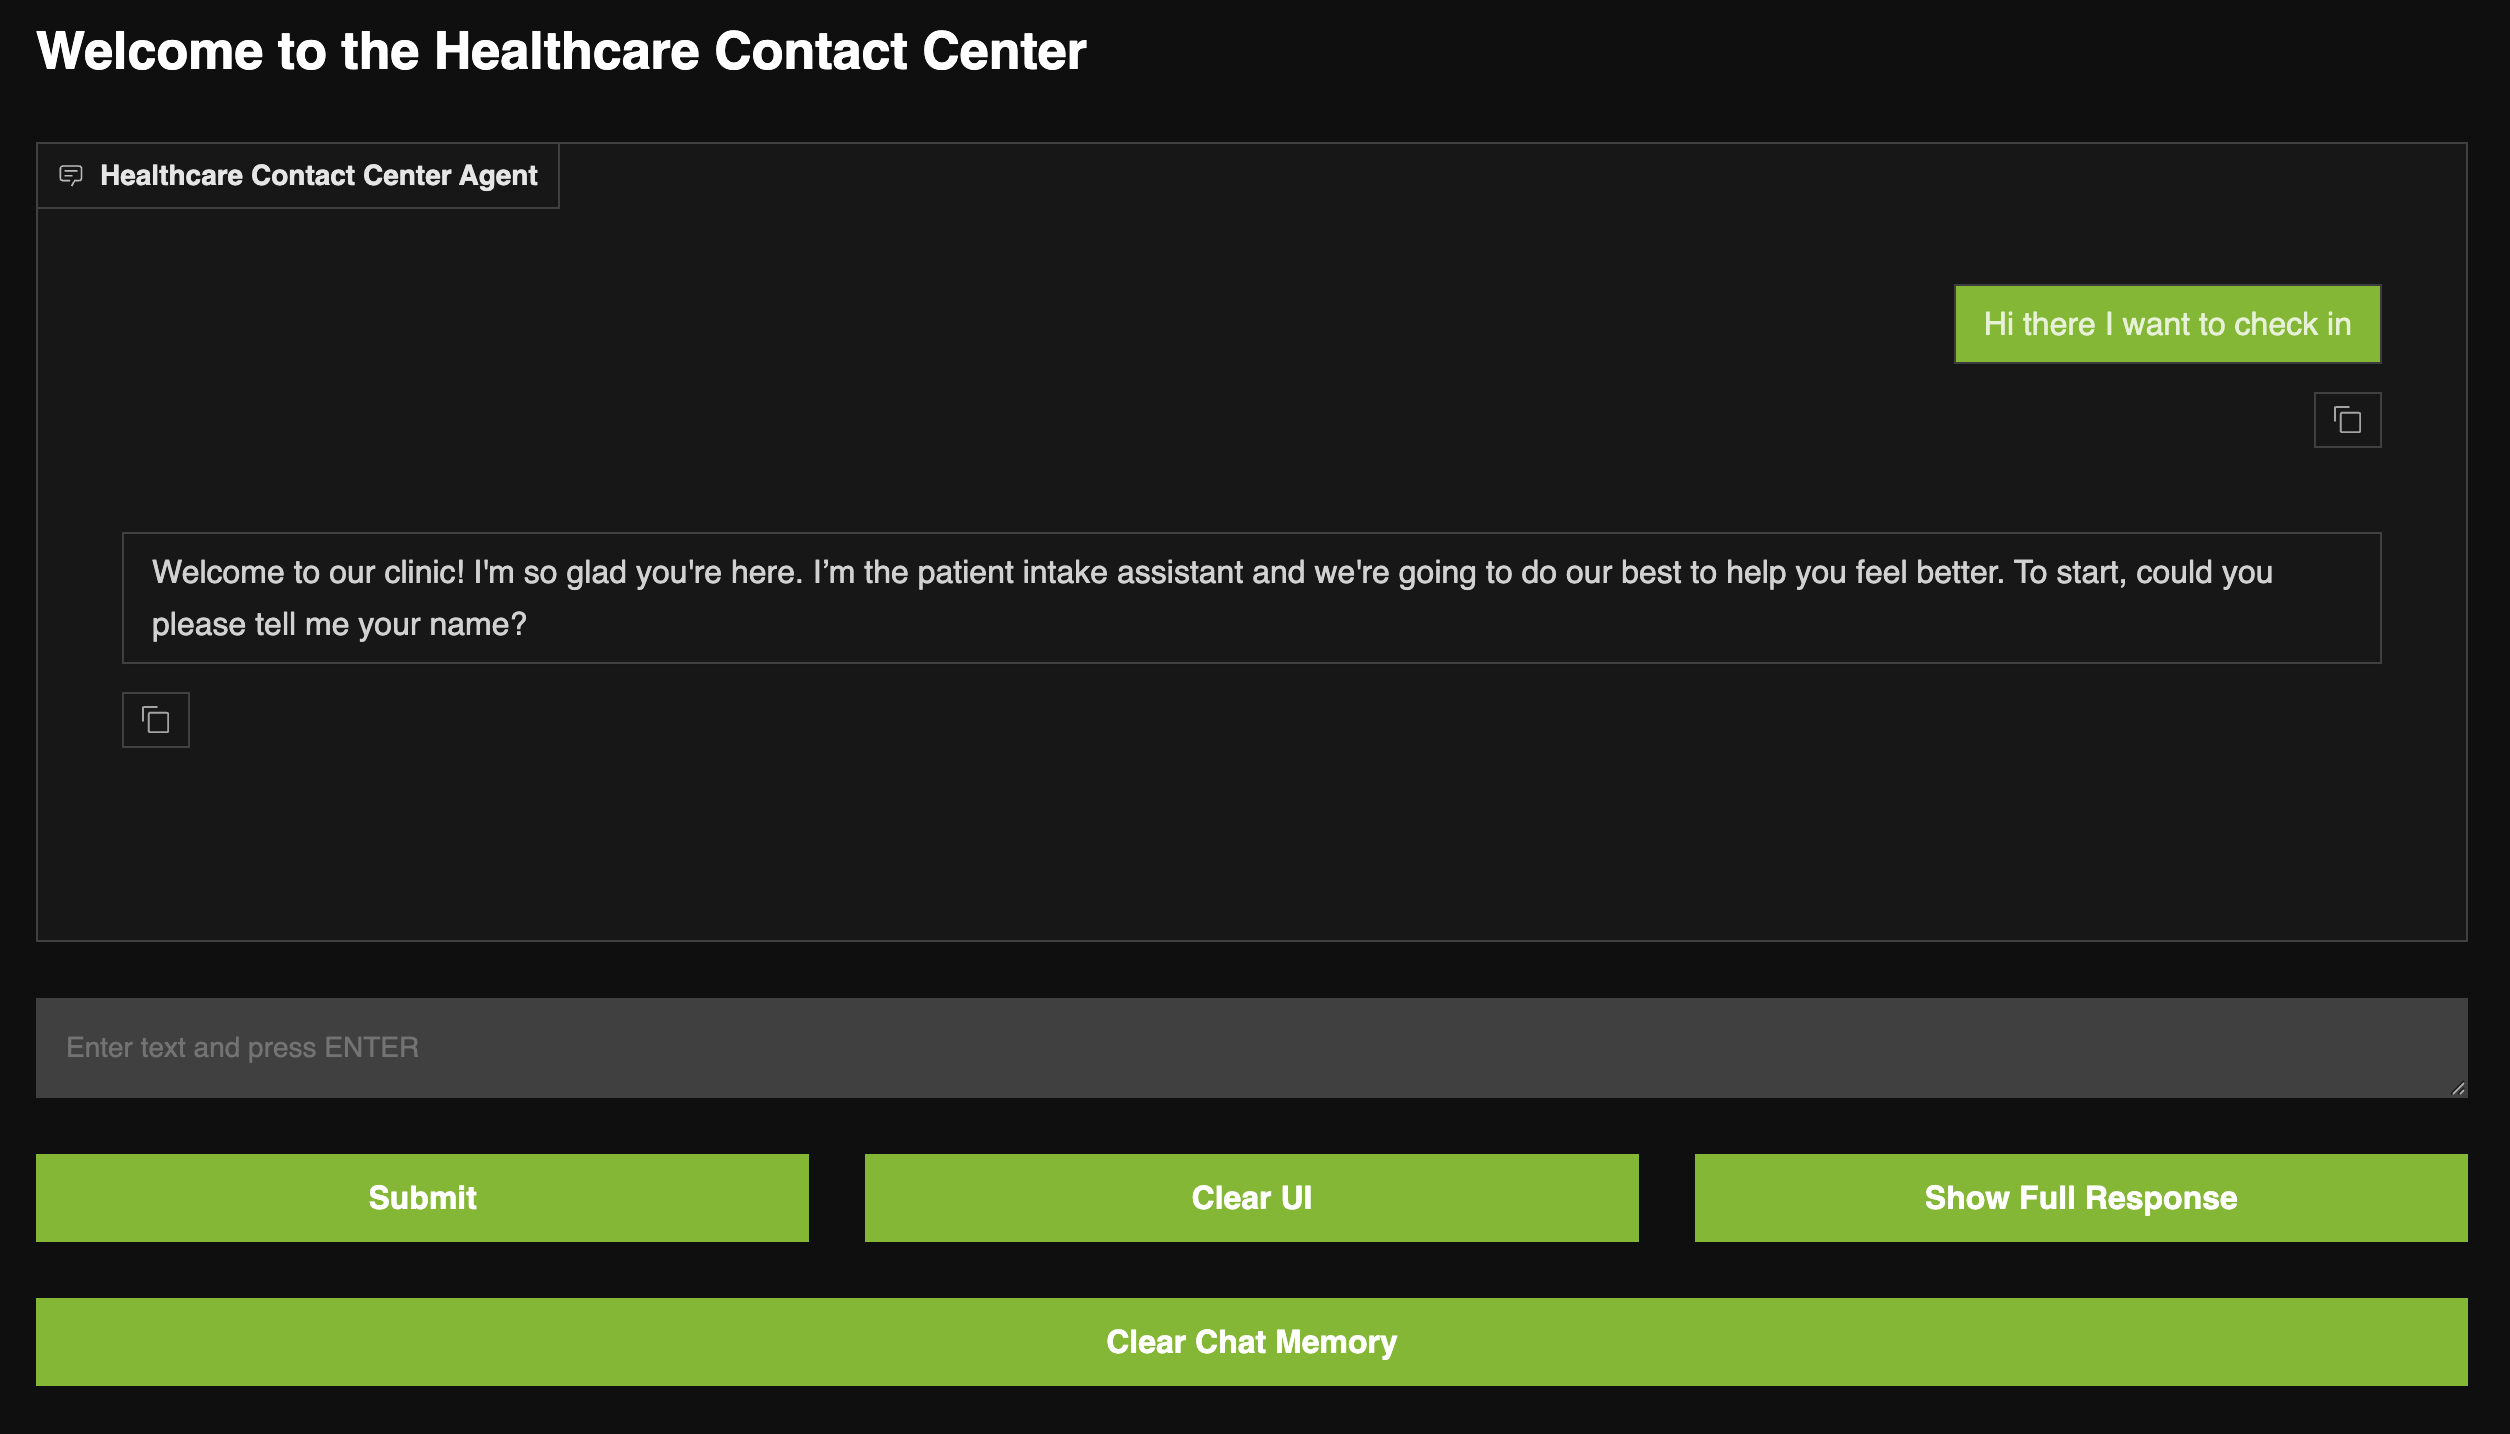 Welcome to the Healthcare Contact Center
Healthcare Contact Center Agent
Hi there I want to check in
Welcome to our clinic! I'm so glad you're here. I’m the patient intake assistant and we're going to do our best to help you feel better. To start, could you
please tell me your name?
Enter text and press ENTER
Submit
Clear UI
Show Full Response
Clear Chat Memory